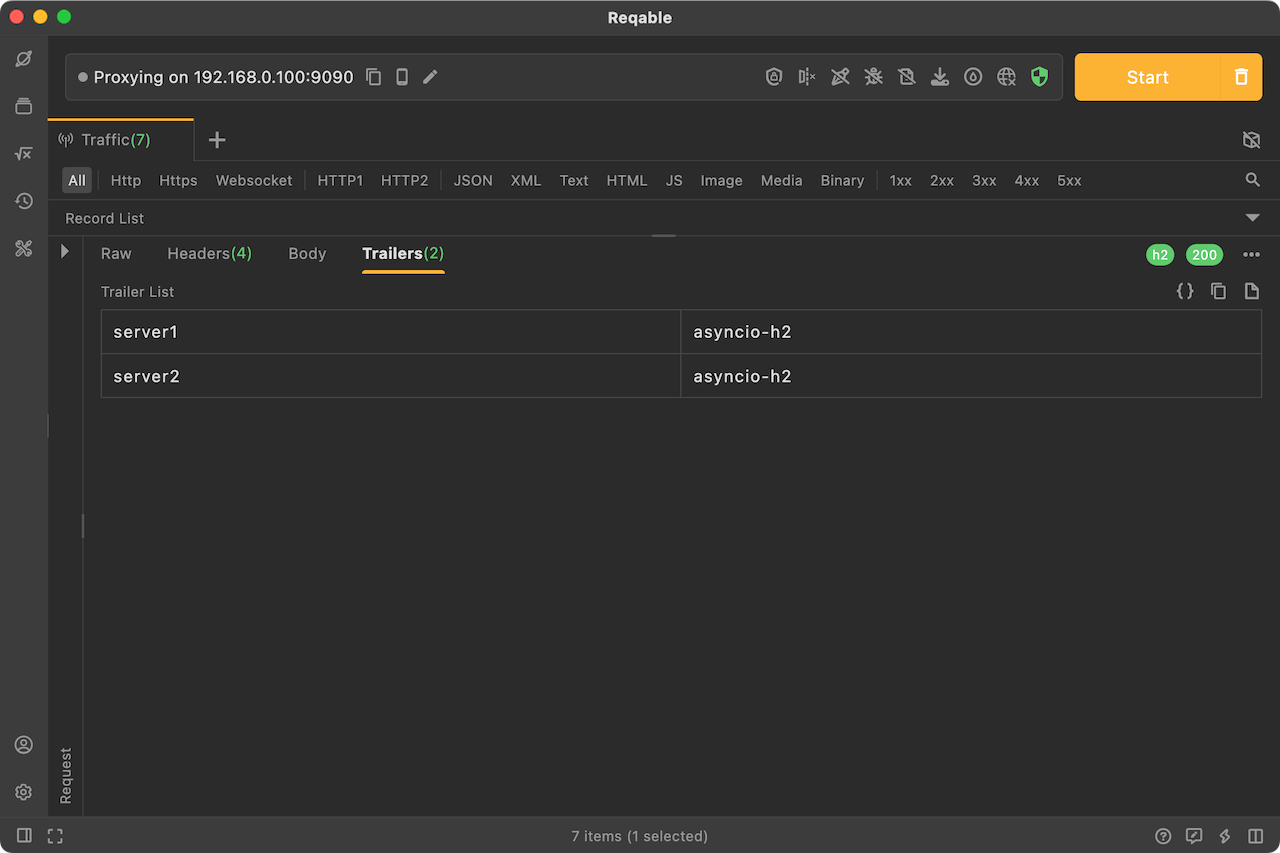 Reqable
Proxying on 192.168.0.100:9090
Start
Traffic(7)
All Http Https Websocket HTTP1 HTTP2 JSON XML Text HTML JS Image Media Binary 1xx 2xx 3xx 4xx 5xx
Record List
Raw Headers(4) Body Trailers(2) h2 200
Trailer List
server1 asyncio-h2
server2 asyncio-h2
Request
7 items (1 selected)